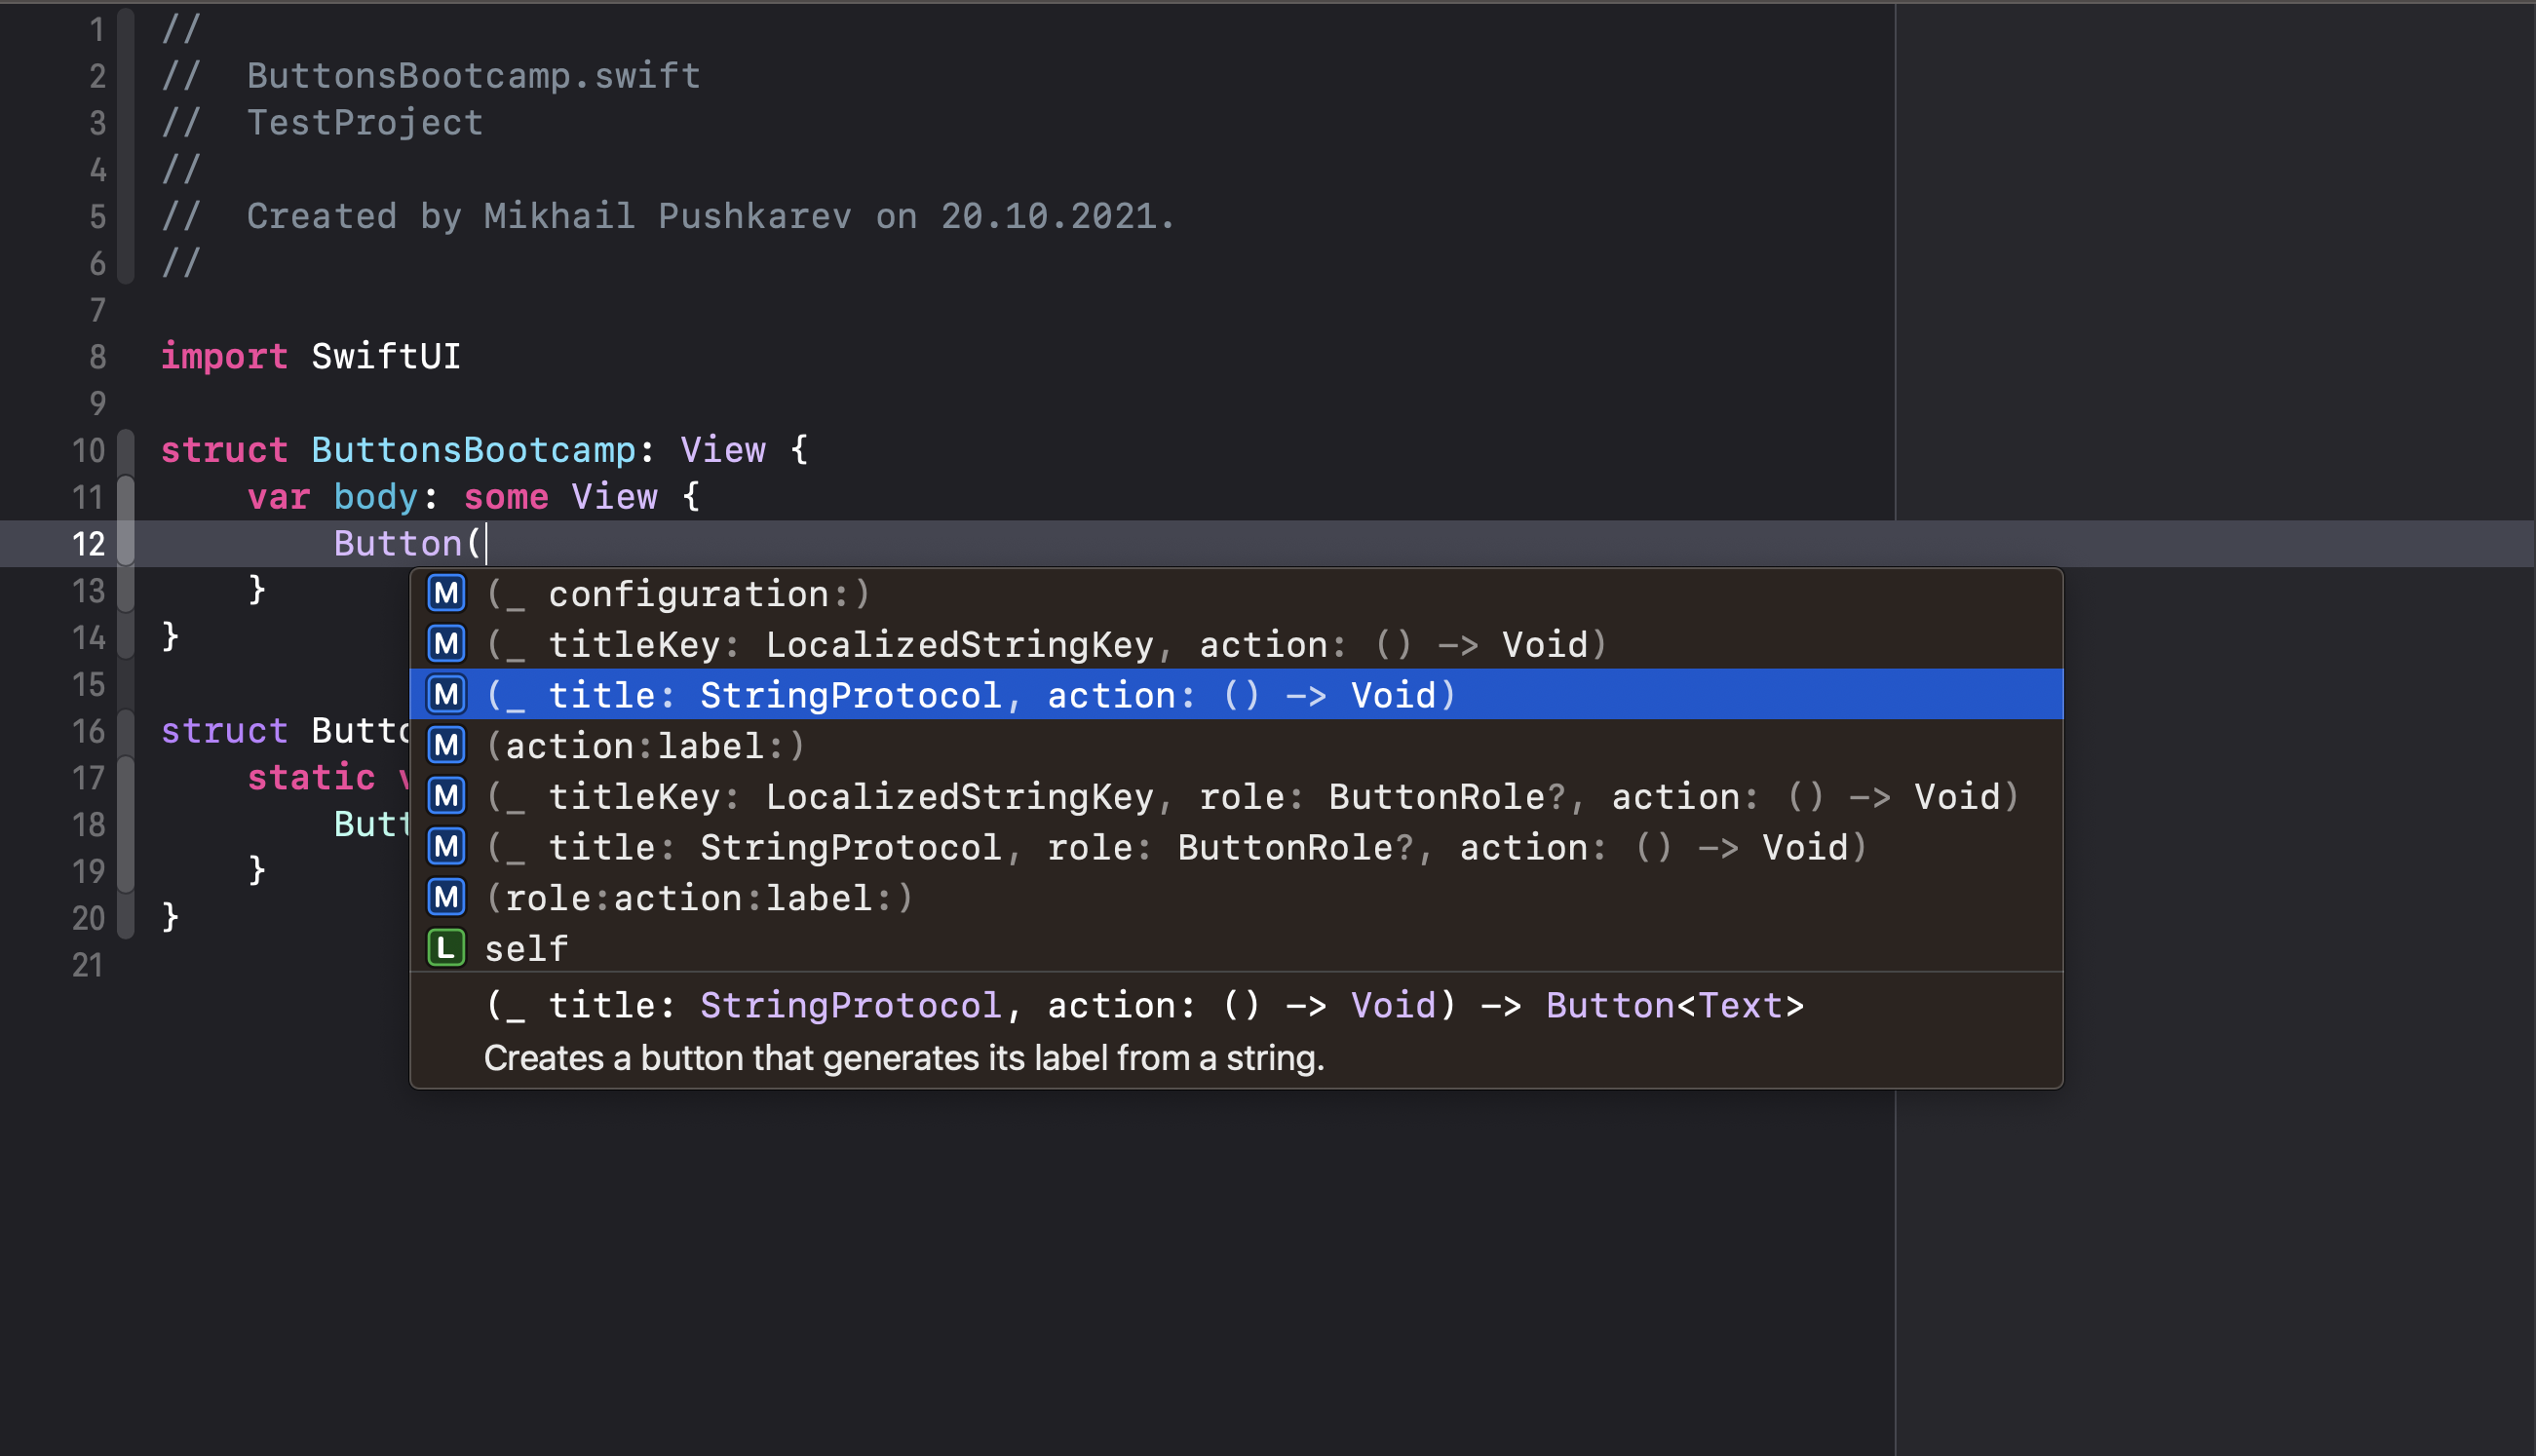 1 //
2 //  ButtonsBootcamp.swift
3 //  TestProject
4 //
5 //  Created by Mikhail Pushkarev on 20.10.2021.
6 //
7
8 import SwiftUI
9
10 struct ButtonsBootcamp: View {
11     var body: some View {
12         Button(
13     }
14 }
15
16 struct
17     static
18
19     }
20 }
21
M (_ configuration:)
M (_ titleKey: LocalizedStringKey, action: () -> Void)
M (_ title: StringProtocol, action: () -> Void)
M (action:label:)
M (_ titleKey: LocalizedStringKey, role: ButtonRole?, action: () -> Void)
M (_ title: StringProtocol, role: ButtonRole?, action: () -> Void)
M (role:action:label:)
L self
(_ title: StringProtocol, action: () -> Void) -> Button<Text>
Creates a button that generates its label from a string.